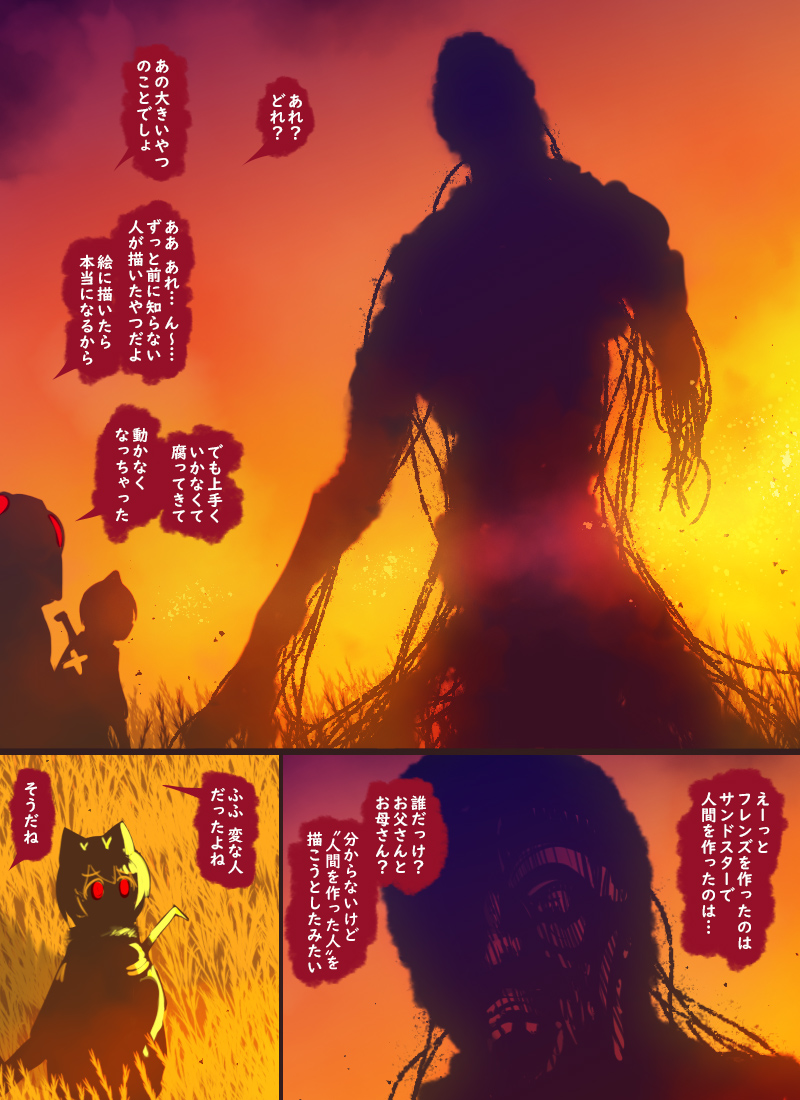 あれ？
どれ？
あの大きいやつ
のことでしょ
ああ あれ… ん〜…
ずっと前に知らない
人が描いたやつだよ
絵に描いたら
本当になるから
でも上手く
いかなくて
腐ってきて
動かなく
なっちゃった
えーっと
フレンズを作ったのは
サンドスターで
人間を作ったのは…
誰だっけ？
お父さんと
お母さん？
分からないけど
〝人間を作った人〟を
描こうとしたみたい
ふふ 変な人
だったよね
そうだね